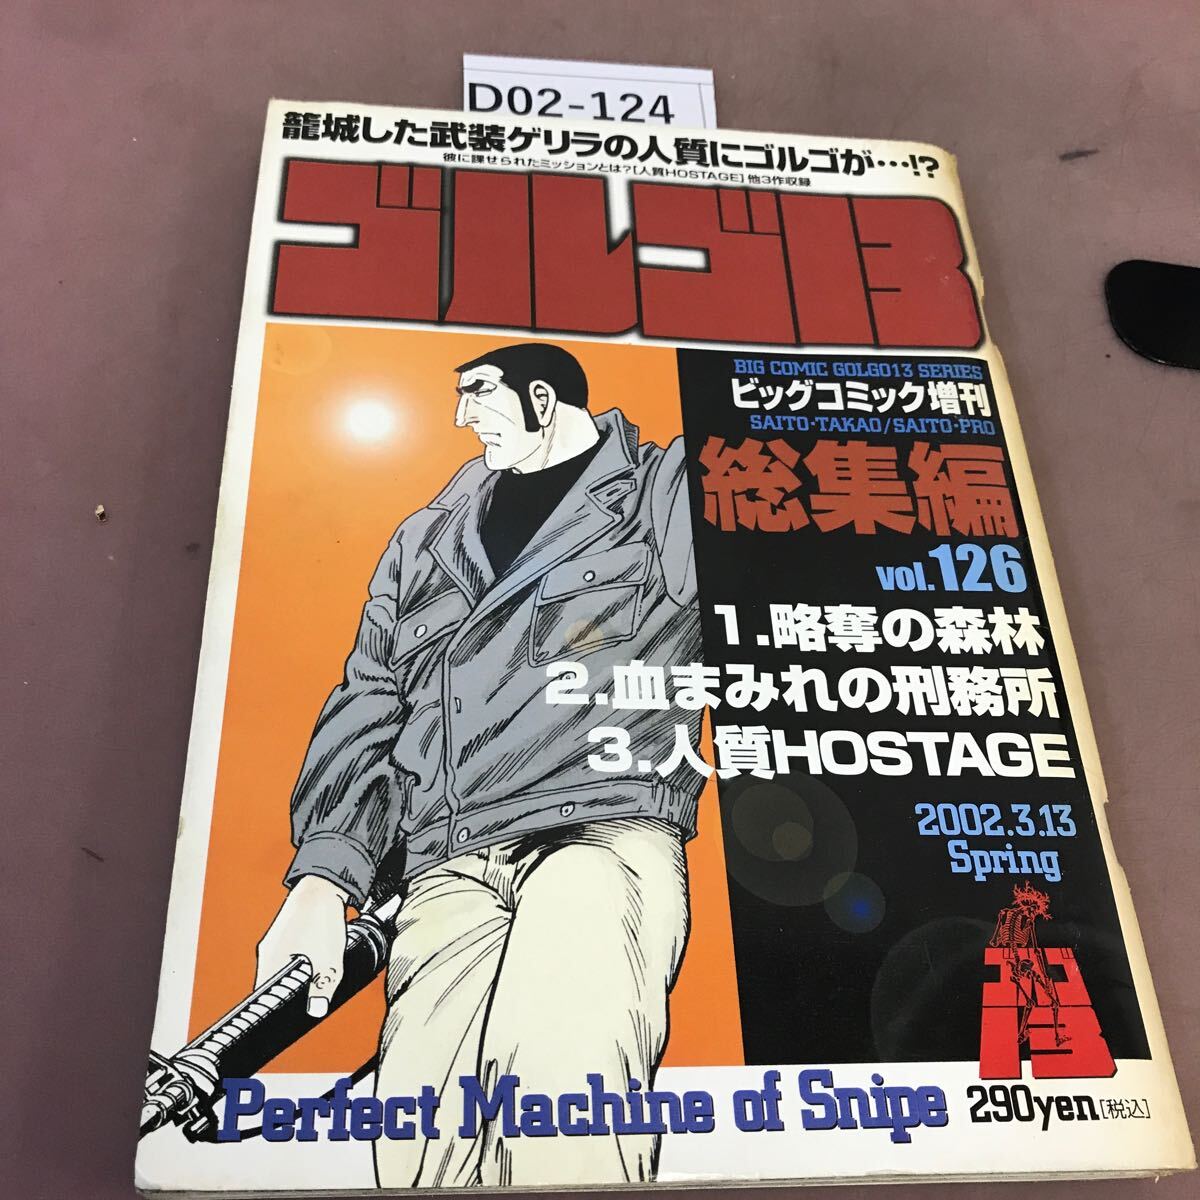 D02-124
籠城した武装ゲリラの人質にゴルゴが…!?
彼に課せられたミッションとは?[人質HOSTAGE]他3作収録
ゴルゴ13
BIG COMIC GOLGO13 SERIES
ビッグコミック増刊
SAITO・TAKAO/SAITO・PRO
総集編
vol.126
1.略奪の森林
2.血まみれの刑務所
3.人質HOSTAGE
2002.3.13
Spring
ゴルゴ
13
Perfect Machine of Snipe
290yen[税込]